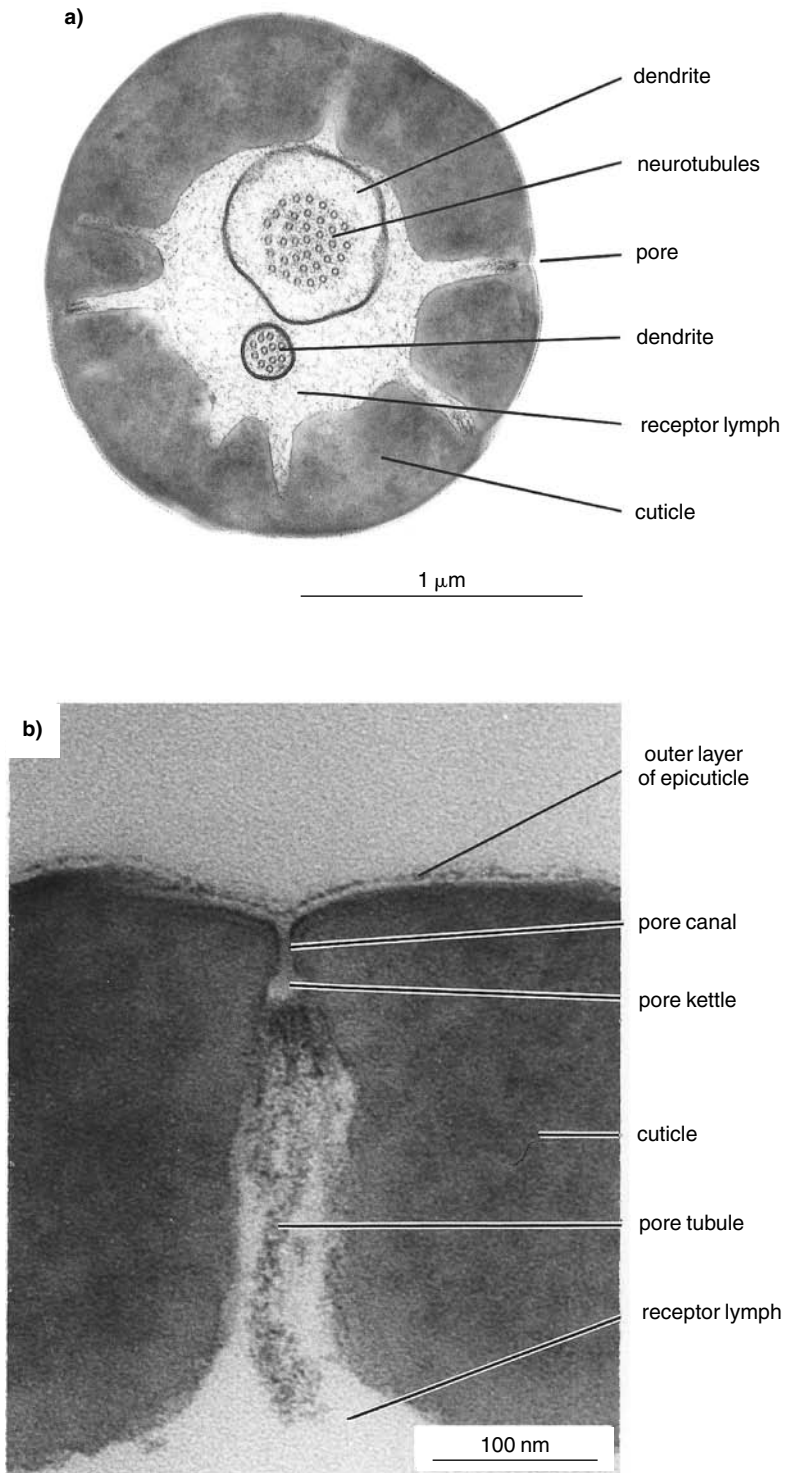 a)
dendrite
neurotubules
pore
dendrite
receptor lymph
cuticle
1 μm
b)
outer layer
of epicuticle
pore canal
pore kettle
cuticle
pore tubule
receptor lymph
100 nm